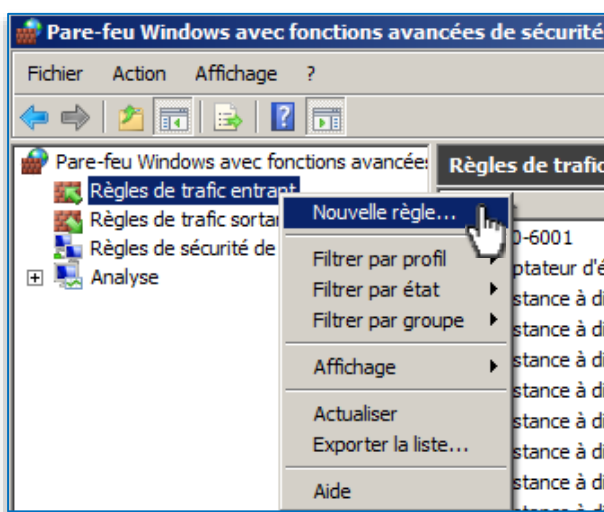 Pare-feu Windows avec fonctions avancées de sécurité
Fichier Action Affichage ?
Pare-feu Windows avec fonctions avancées
Règles de trafic entrant
Règles de trafic sortan
Règles de sécurité de
Analyse
Règles de trafic
Nouvelle règle...
Filtrer par profil
Filtrer par état
Filtrer par groupe
Affichage
Actualiser
Exporter la liste...
Aide
0-6001
ptateur d'é
stance à di
stance à di
stance à di
stance à di
stance à di
stance à di
stance à di